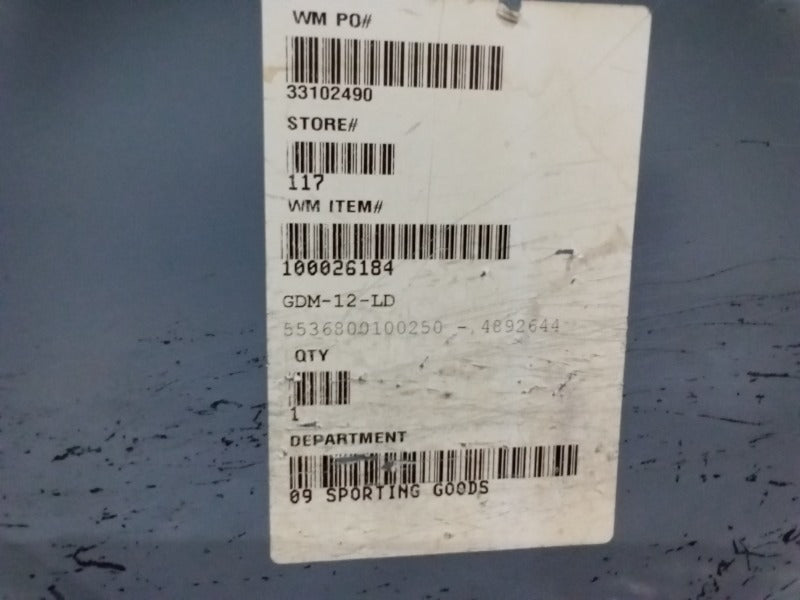 WM PO#
33102490
STORE#
117
WM ITEM#
100026184
GDM-12-LD
5536800100250 - 4892644
QTY
1
DEPARTMENT
09 SPORTING GOODS